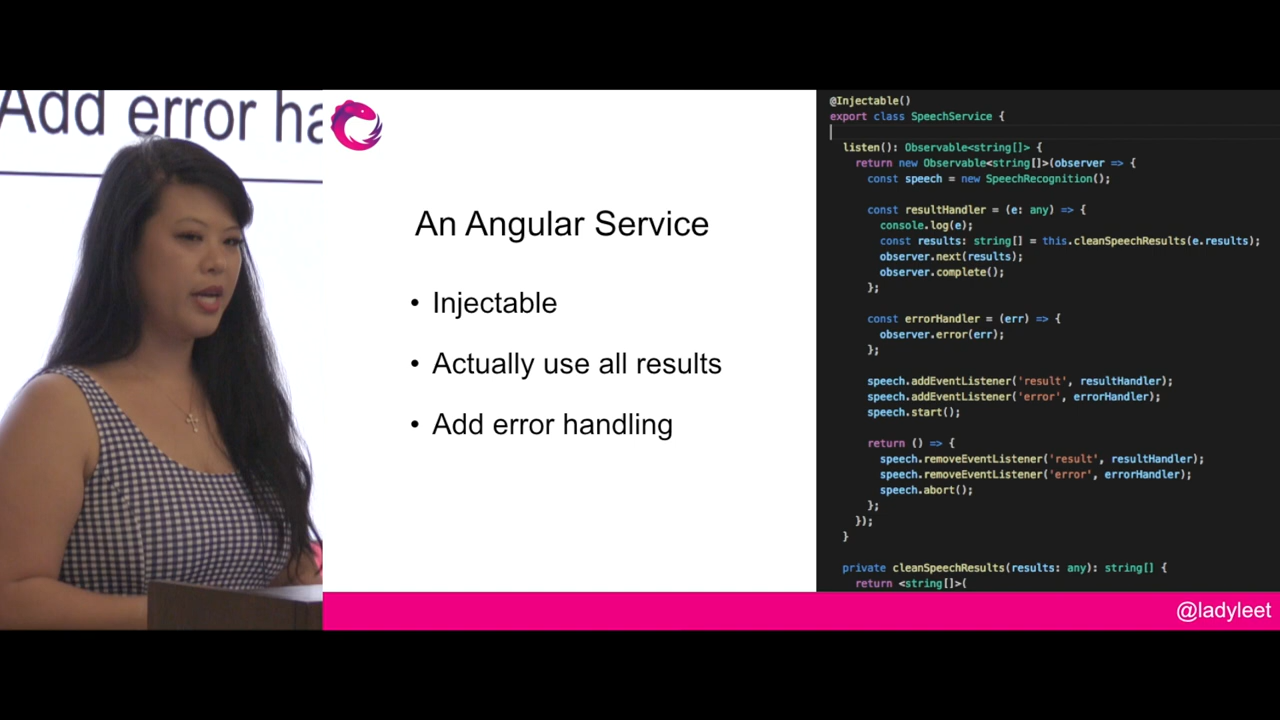 Add error ha
An Angular Service
• Injectable
• Actually use all results
• Add error handling
@Injectable()
export class SpeechService {
listen(): Observable<string[]> {
return new Observable<string[]>(observer => {
const speech = new SpeechRecognition();
const resultHandler = (e: any) => {
console.log(e);
const results: string[] = this.cleanSpeechResults(e.results);
observer.next(results);
observer.complete();
};
const errorHandler = (err) => {
observer.error(err);
};
speech.addEventListener('result', resultHandler);
speech.addEventListener('error', errorHandler);
speech.start();
return () => {
speech.removeEventListener('result', resultHandler);
speech.removeEventListener('error', errorHandler);
speech.abort();
};
});
}
private cleanSpeechResults(results: any): string[] {
return <string[]>(
@ladyleet